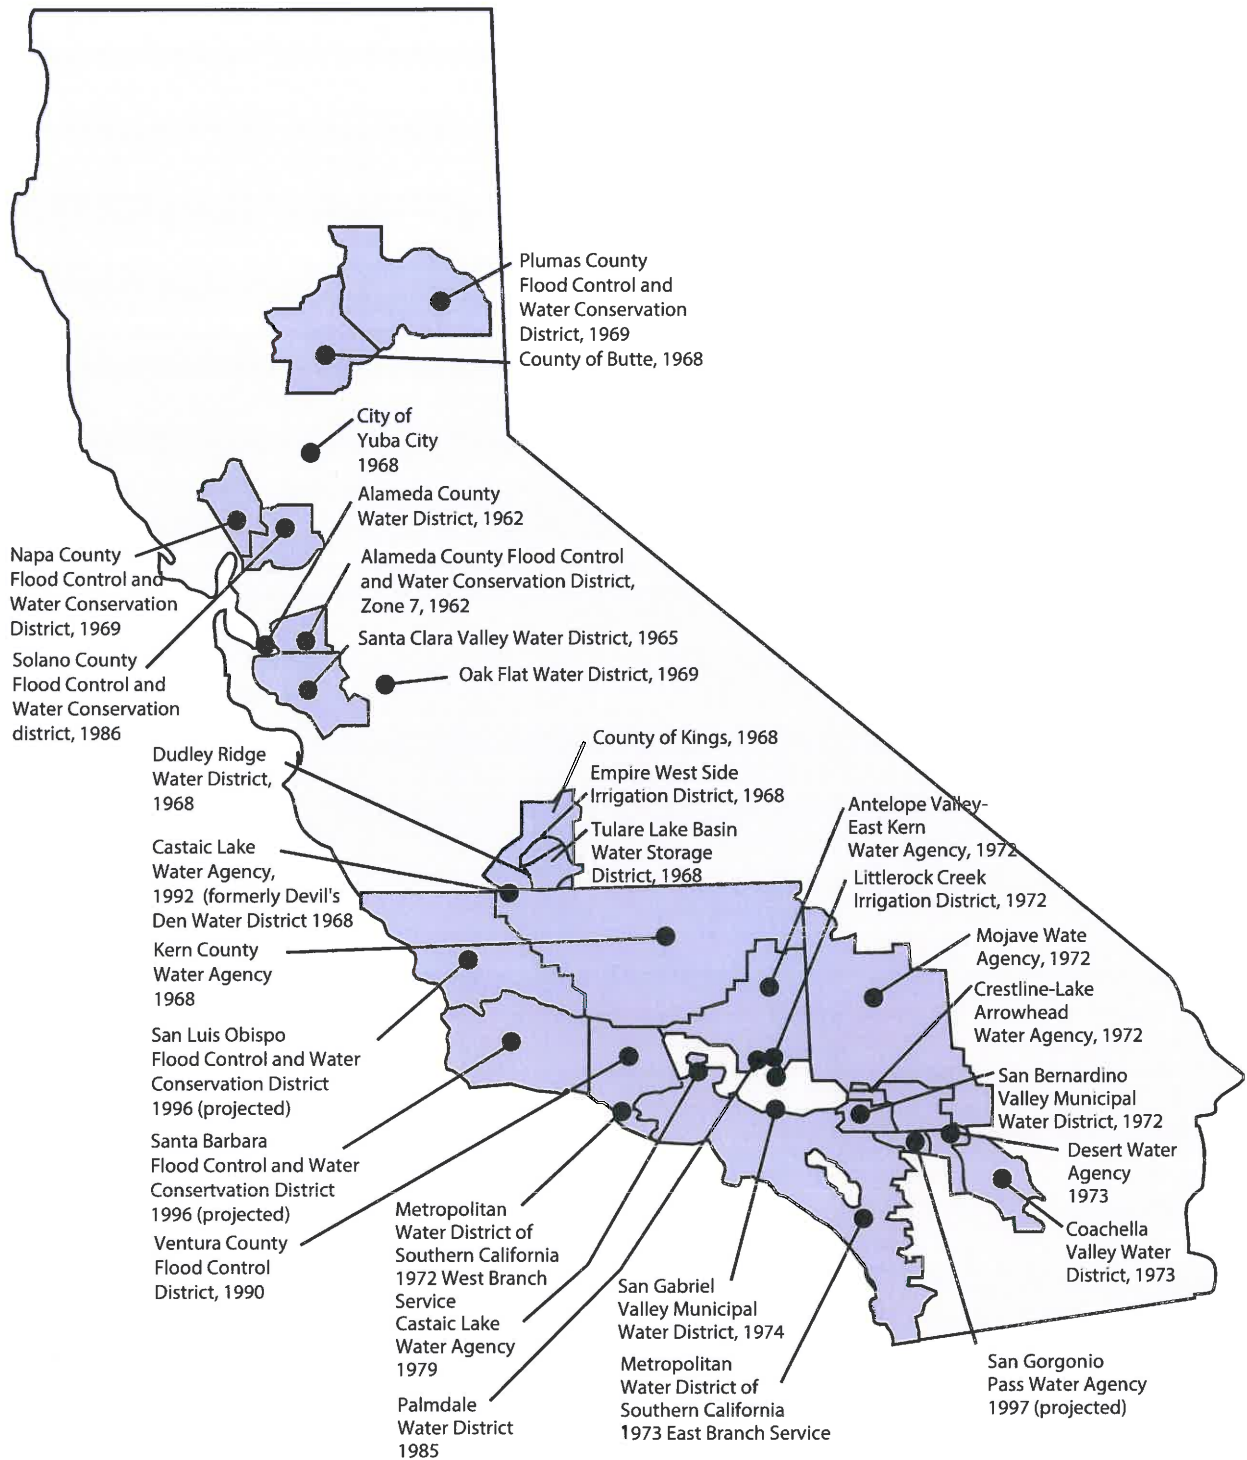 Plumas County
Flood Control and
Water Conservation
District, 1969
County of Butte, 1968
City of
Yuba City
1968
Alameda County
Water District, 1962
Napa County
Flood Control and
Water Conservation
District, 1969
Alameda County Flood Control
and Water Conservation District,
Zone 7, 1962
Santa Clara Valley Water District, 1965
Solano County
Flood Control and
Water Conservation
district, 1986
Oak Flat Water District, 1969
County of Kings, 1968
Dudley Ridge
Water District,
1968
Empire West Side
Irrigation District, 1968
Tulare Lake Basin
Water Storage
District, 1968
Antelope Valley-
East Kern
Water Agency, 1972
Castaic Lake
Water Agency,
1992 (formerly Devil's
Den Water District 1968
Littlerock Creek
Irrigation District, 1972
Kern County
Water Agency
1968
Mojave Wate
Agency, 1972
Crestline-Lake
Arrowhead
Water Agency, 1972
San Luis Obispo
Flood Control and Water
Conservation District
1996 (projected)
San Bernardino
Valley Municipal
Water District, 1972
Santa Barbara
Flood Control and Water
Consertvation District
1996 (projected)
Desert Water
Agency
1973
Ventura County
Flood Control
District, 1990
Metropolitan
Water District of
Southern California
1972 West Branch
Service
Castaic Lake
Water Agency
1979
Coachella
Valley Water
District, 1973
San Gabriel
Valley Municipal
Water District, 1974
Palmdale
Water District
1985
Metropolitan
Water District of
Southern California
1973 East Branch Service
San Gorgonio
Pass Water Agency
1997 (projected)